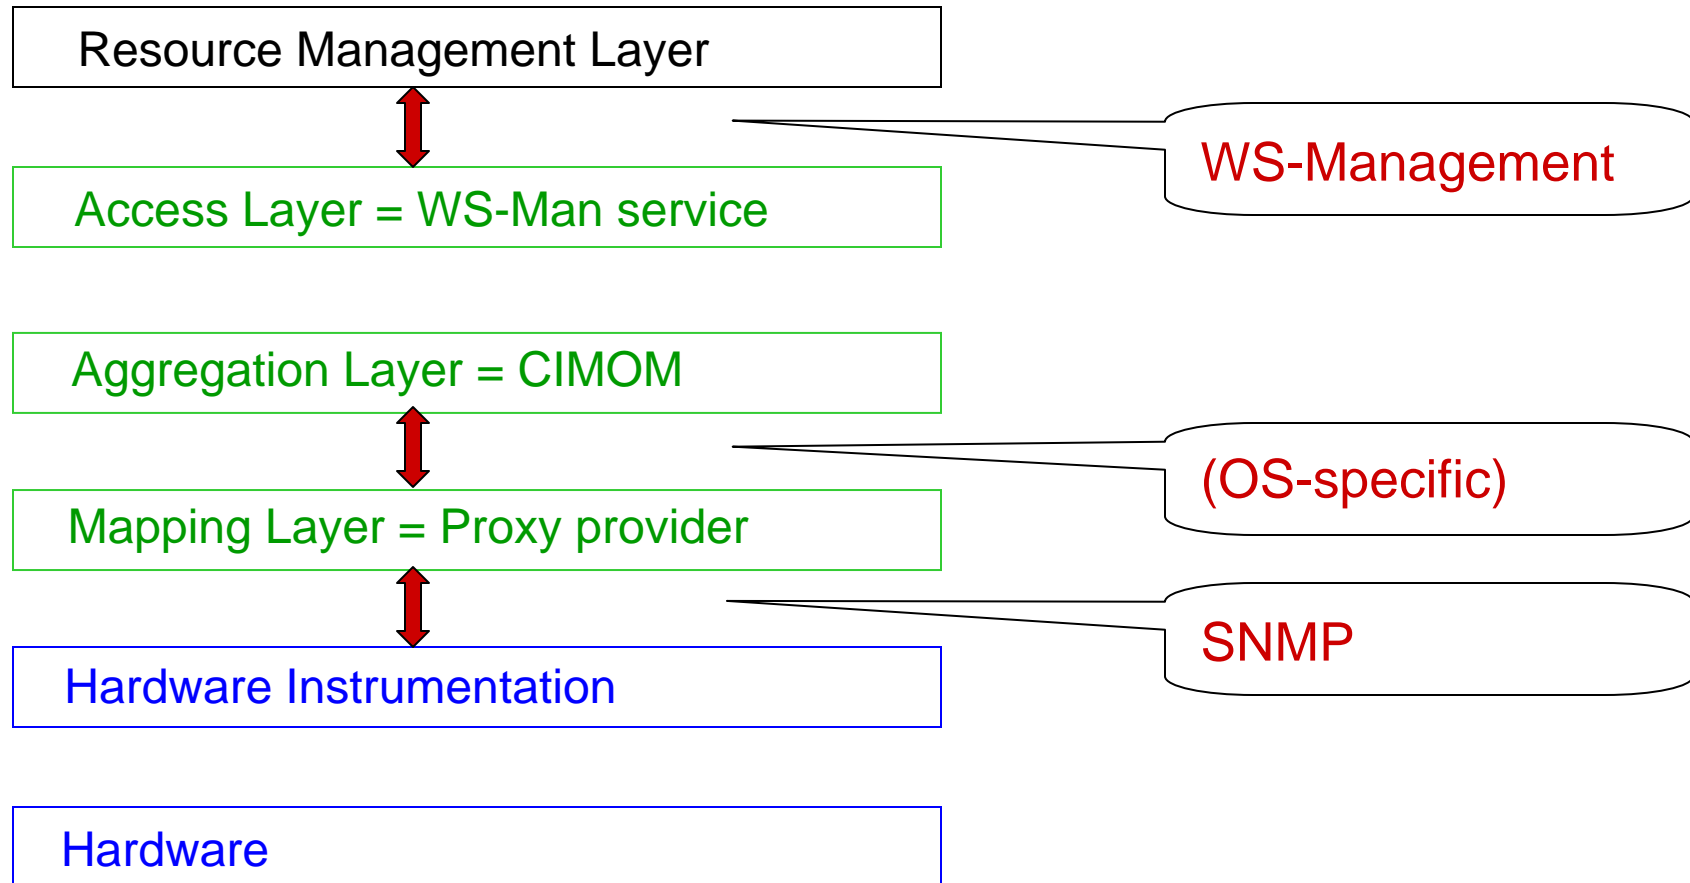 Resource Management Layer
WS-Management
Access Layer = WS-Man service
Aggregation Layer = CIMOM
(OS-specific)
Mapping Layer = Proxy provider
SNMP
Hardware Instrumentation
Hardware